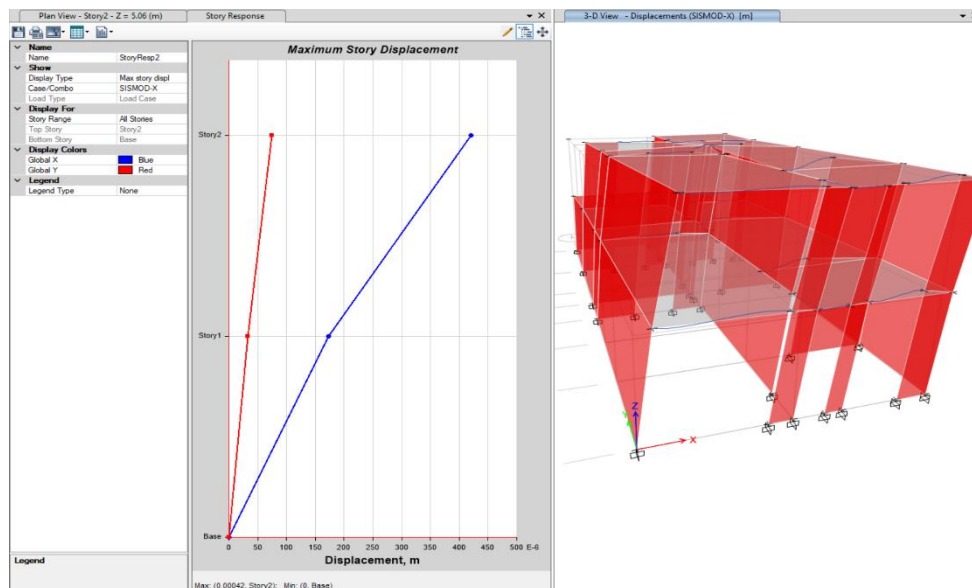 Plan View - Story2 - Z = 5.06 (m)
Story Response
3-D View - Displacements (SISMOD-X) [m]
Name
Name StoryResp2
Show
Display Type Max story displ
Case/Combo SISMOD-X
Load Type Load Case
Display For
Story Range All Stories
Top Story Story2
Bottom Story Base
Display Colors
Global X Blue
Global Y Red
Legend
Legend Type None
Legend
Maximum Story Displacement
Story2
Story1
Base
0 50 100 150 200 250 300 350 400 450 500 E-6
Displacement, m
Max: (0.00042, Story2); Min: (0, Base)
Z
Y
X